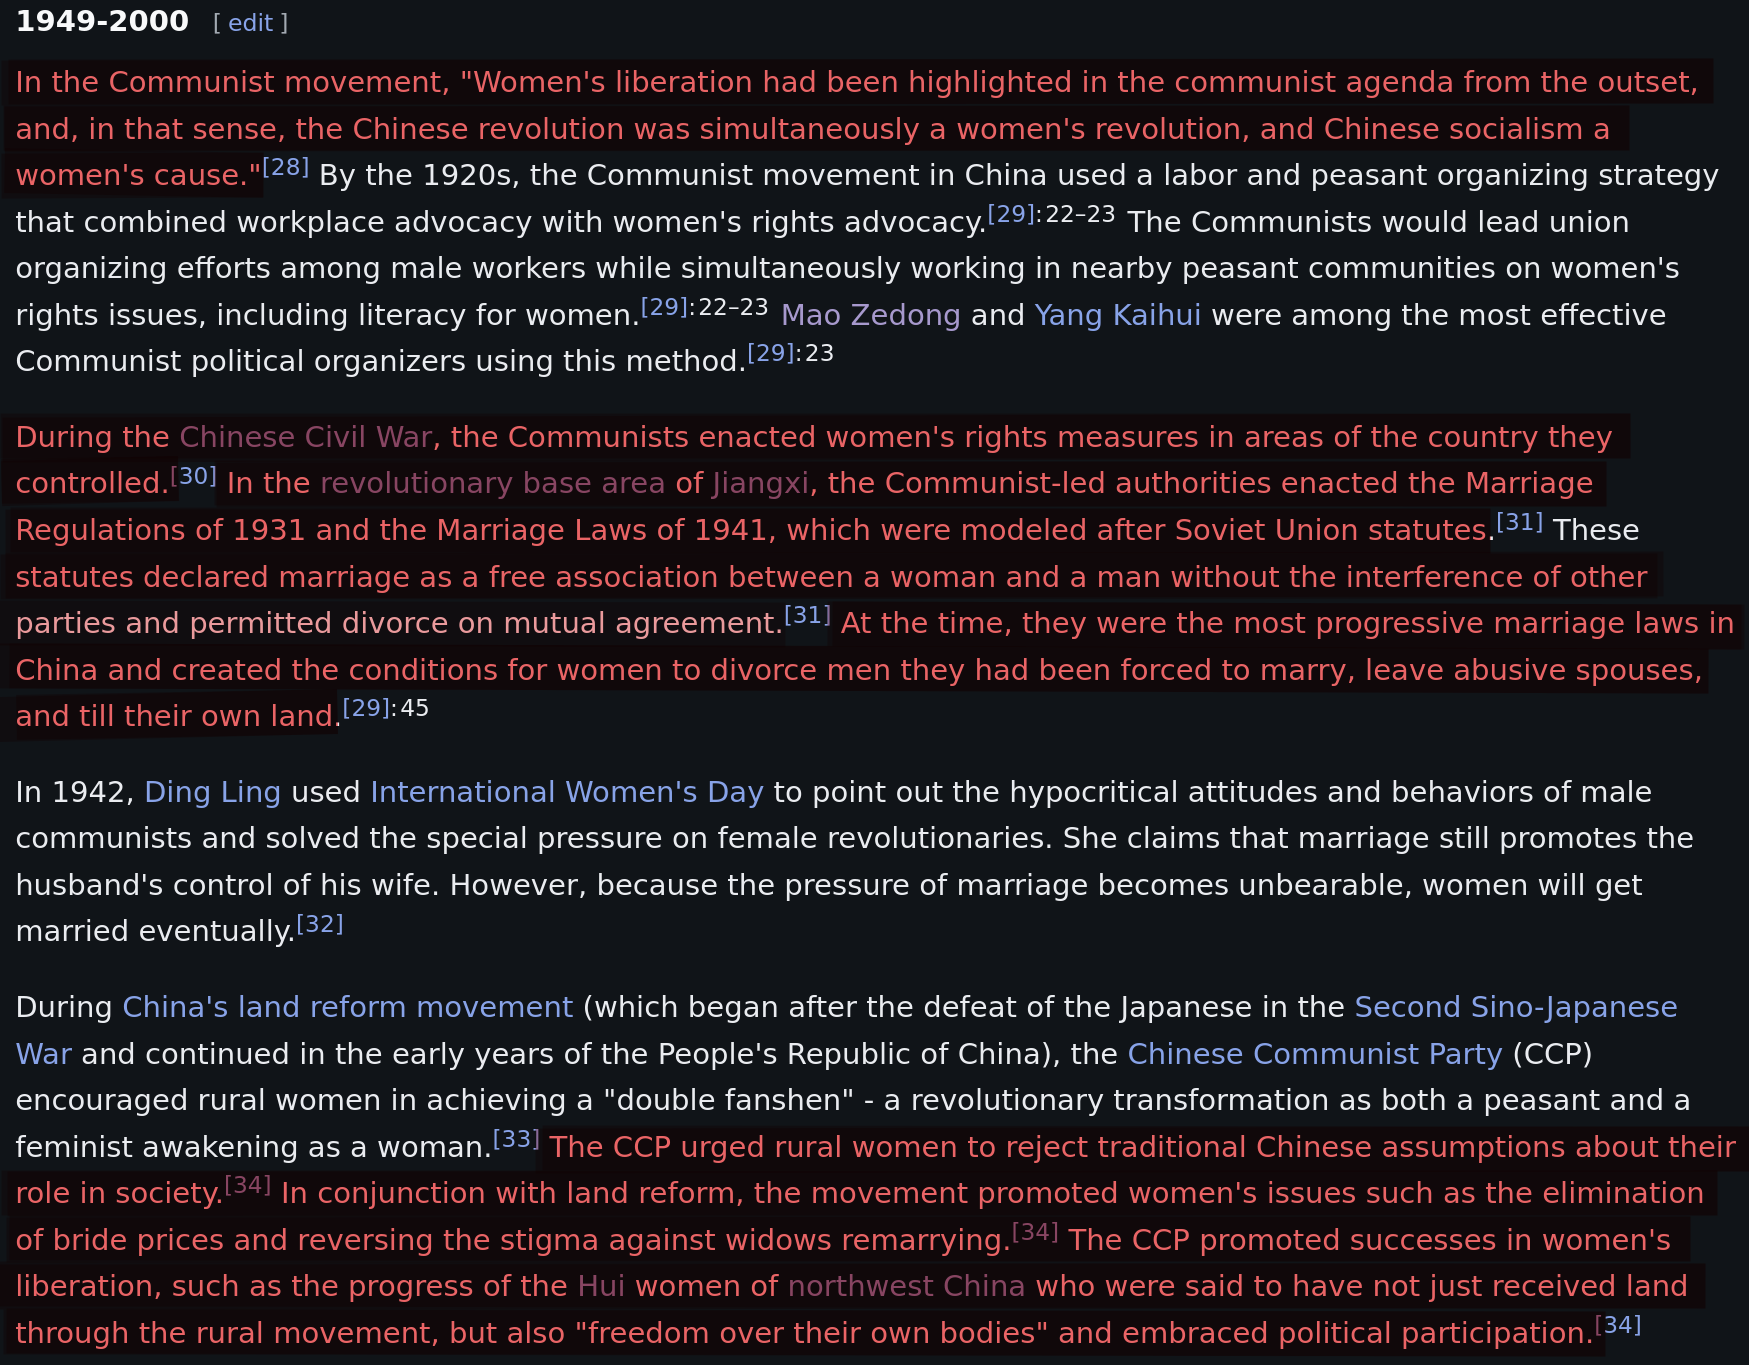 1949-2000 [ edit ]
In the Communist movement, "Women's liberation had been highlighted in the communist agenda from the outset,
and, in that sense, the Chinese revolution was simultaneously a women's revolution, and Chinese socialism a
women's cause."[28] By the 1920s, the Communist movement in China used a labor and peasant organizing strategy
that combined workplace advocacy with women's rights advocacy.[29]:22–23 The Communists would lead union
organizing efforts among male workers while simultaneously working in nearby peasant communities on women's
rights issues, including literacy for women.[29]:22–23 Mao Zedong and Yang Kaihui were among the most effective
Communist political organizers using this method.[29]:23
During the Chinese Civil War, the Communists enacted women's rights measures in areas of the country they
controlled.[30] In the revolutionary base area of Jiangxi, the Communist-led authorities enacted the Marriage
Regulations of 1931 and the Marriage Laws of 1941, which were modeled after Soviet Union statutes.[31] These
statutes declared marriage as a free association between a woman and a man without the interference of other
parties and permitted divorce on mutual agreement.[31] At the time, they were the most progressive marriage laws in
China and created the conditions for women to divorce men they had been forced to marry, leave abusive spouses,
and till their own land.[29]:45
In 1942, Ding Ling used International Women's Day to point out the hypocritical attitudes and behaviors of male
communists and solved the special pressure on female revolutionaries. She claims that marriage still promotes the
husband's control of his wife. However, because the pressure of marriage becomes unbearable, women will get
married eventually.[32]
During China's land reform movement (which began after the defeat of the Japanese in the Second Sino-Japanese
War and continued in the early years of the People's Republic of China), the Chinese Communist Party (CCP)
encouraged rural women in achieving a "double fanshen" - a revolutionary transformation as both a peasant and a
feminist awakening as a woman.[33] The CCP urged rural women to reject traditional Chinese assumptions about their
role in society.[34] In conjunction with land reform, the movement promoted women's issues such as the elimination
of bride prices and reversing the stigma against widows remarrying.[34] The CCP promoted successes in women's
liberation, such as the progress of the Hui women of northwest China who were said to have not just received land
through the rural movement, but also "freedom over their own bodies" and embraced political participation.[34]